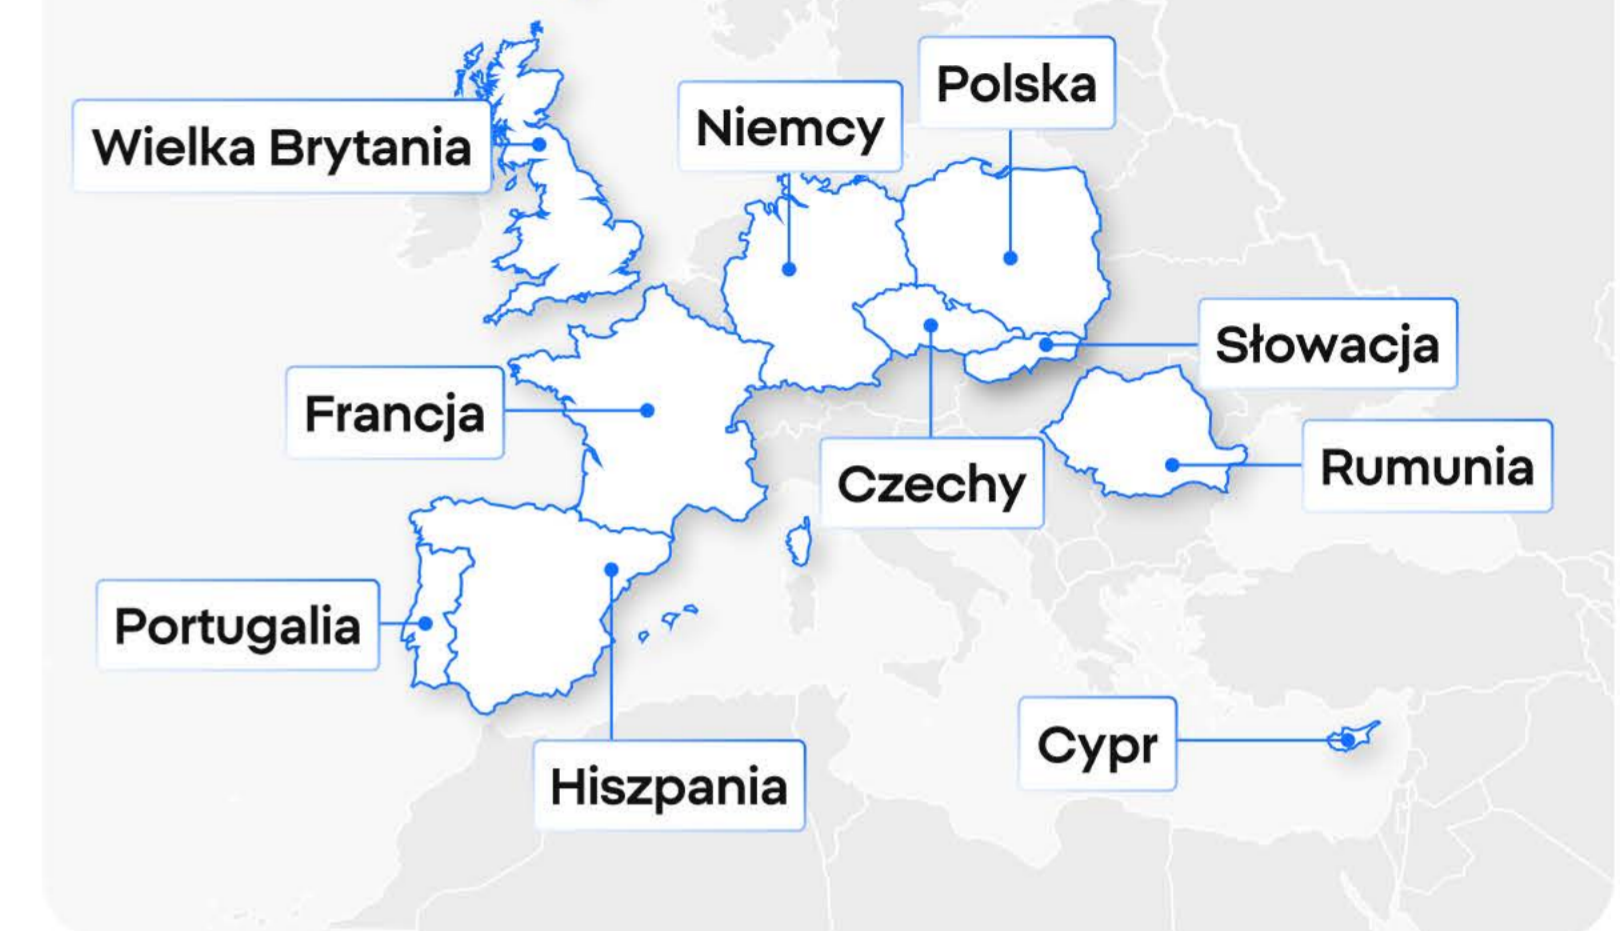 Polska
Niemcy
Wielka Brytania
Słowacja
Francja
Rumunia
Czechy
Portugalia
Cypr
Hiszpania